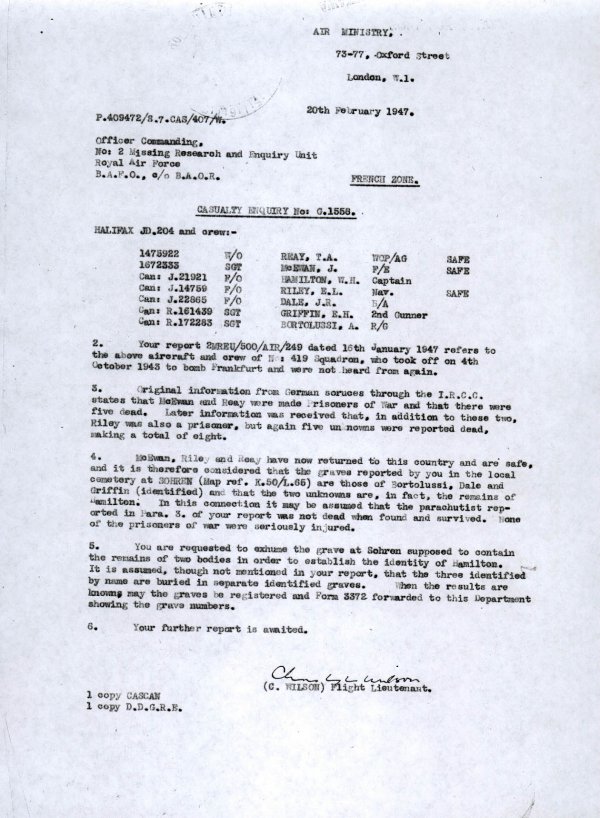 AIR MINISTRY,
73-77, Oxford Street
London, W.1.
20th February 1947.
P.409472/S.7.CAS/407/W.
Officer Commanding,
No: 2 Missing Research and Enquiry Unit
Royal Air Force
B.A.F.O., c/o B.A.O.R.
FRENCH ZONE.
CASUALTY ENQUIRY No: G.1556.
HALIFAX JD.204 and crew:-
1475922 W/O REAY, T.A. WOP/AG SAFE
1672333 SGT McEWAN, J. F/E SAFE
Can: J.21921 F/O HAMILTON, W.H. Captain
Can: J.14759 F/O RILEY, E.L. Nav. SAFE
Can: J.22865 F/O DALE, J.R. B/A
Can: R.161439 SGT GRIFFIN, E.H. 2nd Gunner
Can: R.172283 SGT BORTOLUSSI, A. R/G
2. Your report 2MREU/500/AIR/249 dated 16th January 1947 refers to
the above aircraft and crew of No: 419 Squadron, who took off on 4th
October 1943 to bomb Frankfurt and were not heard from again.
3. Original information from German soruces through the I.R.C.C.
states that McEwan and Reay were made Prisoners of War and that there were
five dead. Later information was received that, in addition to these two,
Riley was also a prisoner, but again five unknowns were reported dead,
making a total of eight.
4. McEwan, Riley and Reay have now returned to this country and are safe,
and it is therefore considered that the graves reported by you in the local
cemetery at SOHREN (Map ref. K.50/L.66) are those of Bortolussi, Dale and
Griffin (identified) and that the two unknowns are, in fact, the remains of
Hamilton. In this connection it may be assumed that the parachutist rep-
orted in Para. 3. of your report was not dead when found and survived. None
of the prisoners of war were seriously injured.
5. You are requested to exhume the grave at Sohren supposed to contain
the remains of two bodies in order to establish the identity of Hamilton.
It is assumed, though not mentioned in your report, that the three identified
by name are buried in separate identified graves. When the results are
known, may the graves be registered and Form 3372 forwarded to this Department
showing the grave numbers.
6. Your further report is awaited.
(C. WILSON) Flight Lieutenant.
1 copy CASCAN
1 copy D.D.G.R.E.